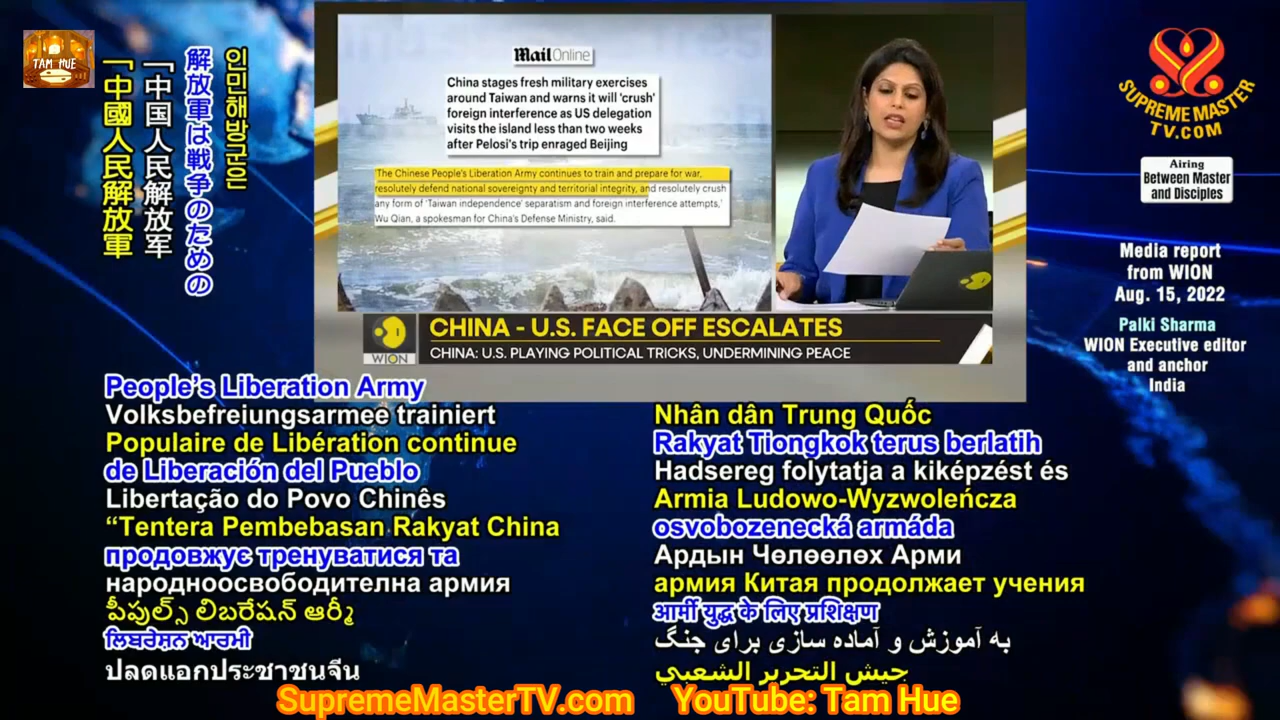 TAM HUE
「中國人民解放軍
「中国人民解放军
解放軍は戦争のための
인민해방군은
Mail Online
China stages fresh military exercises
around Taiwan and warns it will 'crush'
foreign interference as US delegation
visits the island less than two weeks
after Pelosi's trip enraged Beijing
'The Chinese People's Liberation Army continues to train and prepare for war,
resolutely defend national sovereignty and territorial integrity, and resolutely crush
any form of 'Taiwan independence' separatism and foreign interference attempts,'
Wu Qian, a spokesman for China's Defense Ministry, said.
WION
CHINA - U.S. FACE OFF ESCALATES
CHINA: U.S. PLAYING POLITICAL TRICKS, UNDERMINING PEACE
SUPREME MASTER
TV.COM
Airing
Between Master
and Disciples
Media report
from WION
Aug. 15, 2022
Palki Sharma
WION Executive editor
and anchor
India
People's Liberation Army
Volksbefreiungsarmee trainiert
Populaire de Libération continue
de Liberación del Pueblo
Libertação do Povo Chinês
“Tentera Pembebasan Rakyat China
продовжує тренуватися та
народноосвободителна армия
పీపుల్స్ లిబరేషన్ ఆర్మీ
ਲਿਬਰੇਸ਼ਨ ਆਰਮੀ
ปลดแอกประชาชนจีน
Nhân dân Trung Quốc
Rakyat Tiongkok terus berlatih
Hadsereg folytatja a kiképzést és
Armia Ludowo-Wyzwoleńcza
osvobozenecká armáda
Ардын Чөлөөлөх Арми
армия Китая продолжает учения
आर्मी युद्ध के लिए प्रशिक्षण
به آموزش و آماده سازی برای جنگ
جيش التحرير الشعبي
SupremeMasterTV.com YouTube: Tam Hue